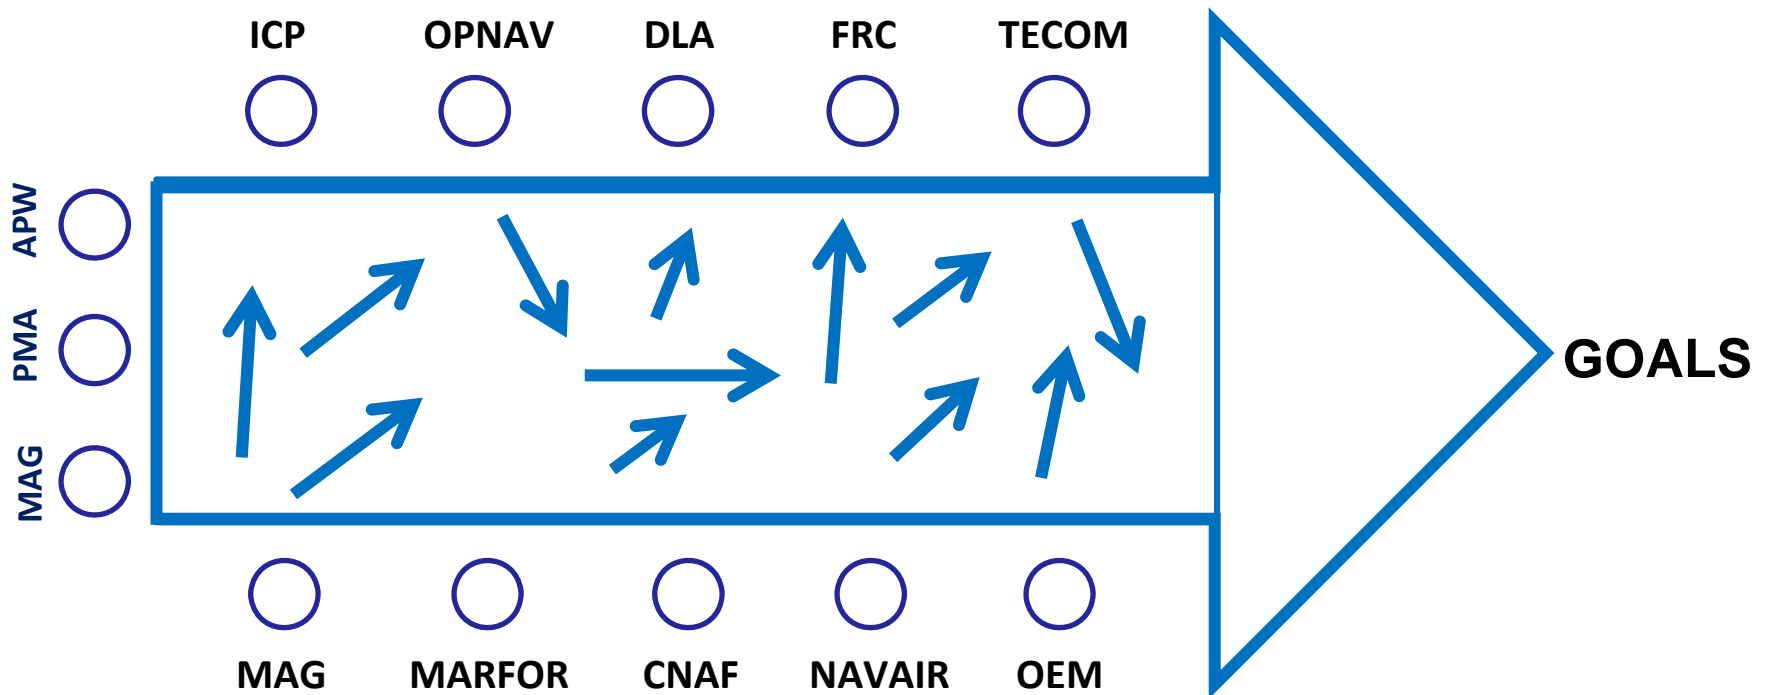 ICP OPNAV DLA FRC TECOM
APW
PMA
MAG
GOALS
MAG MARFOR CNAF NAVAIR OEM